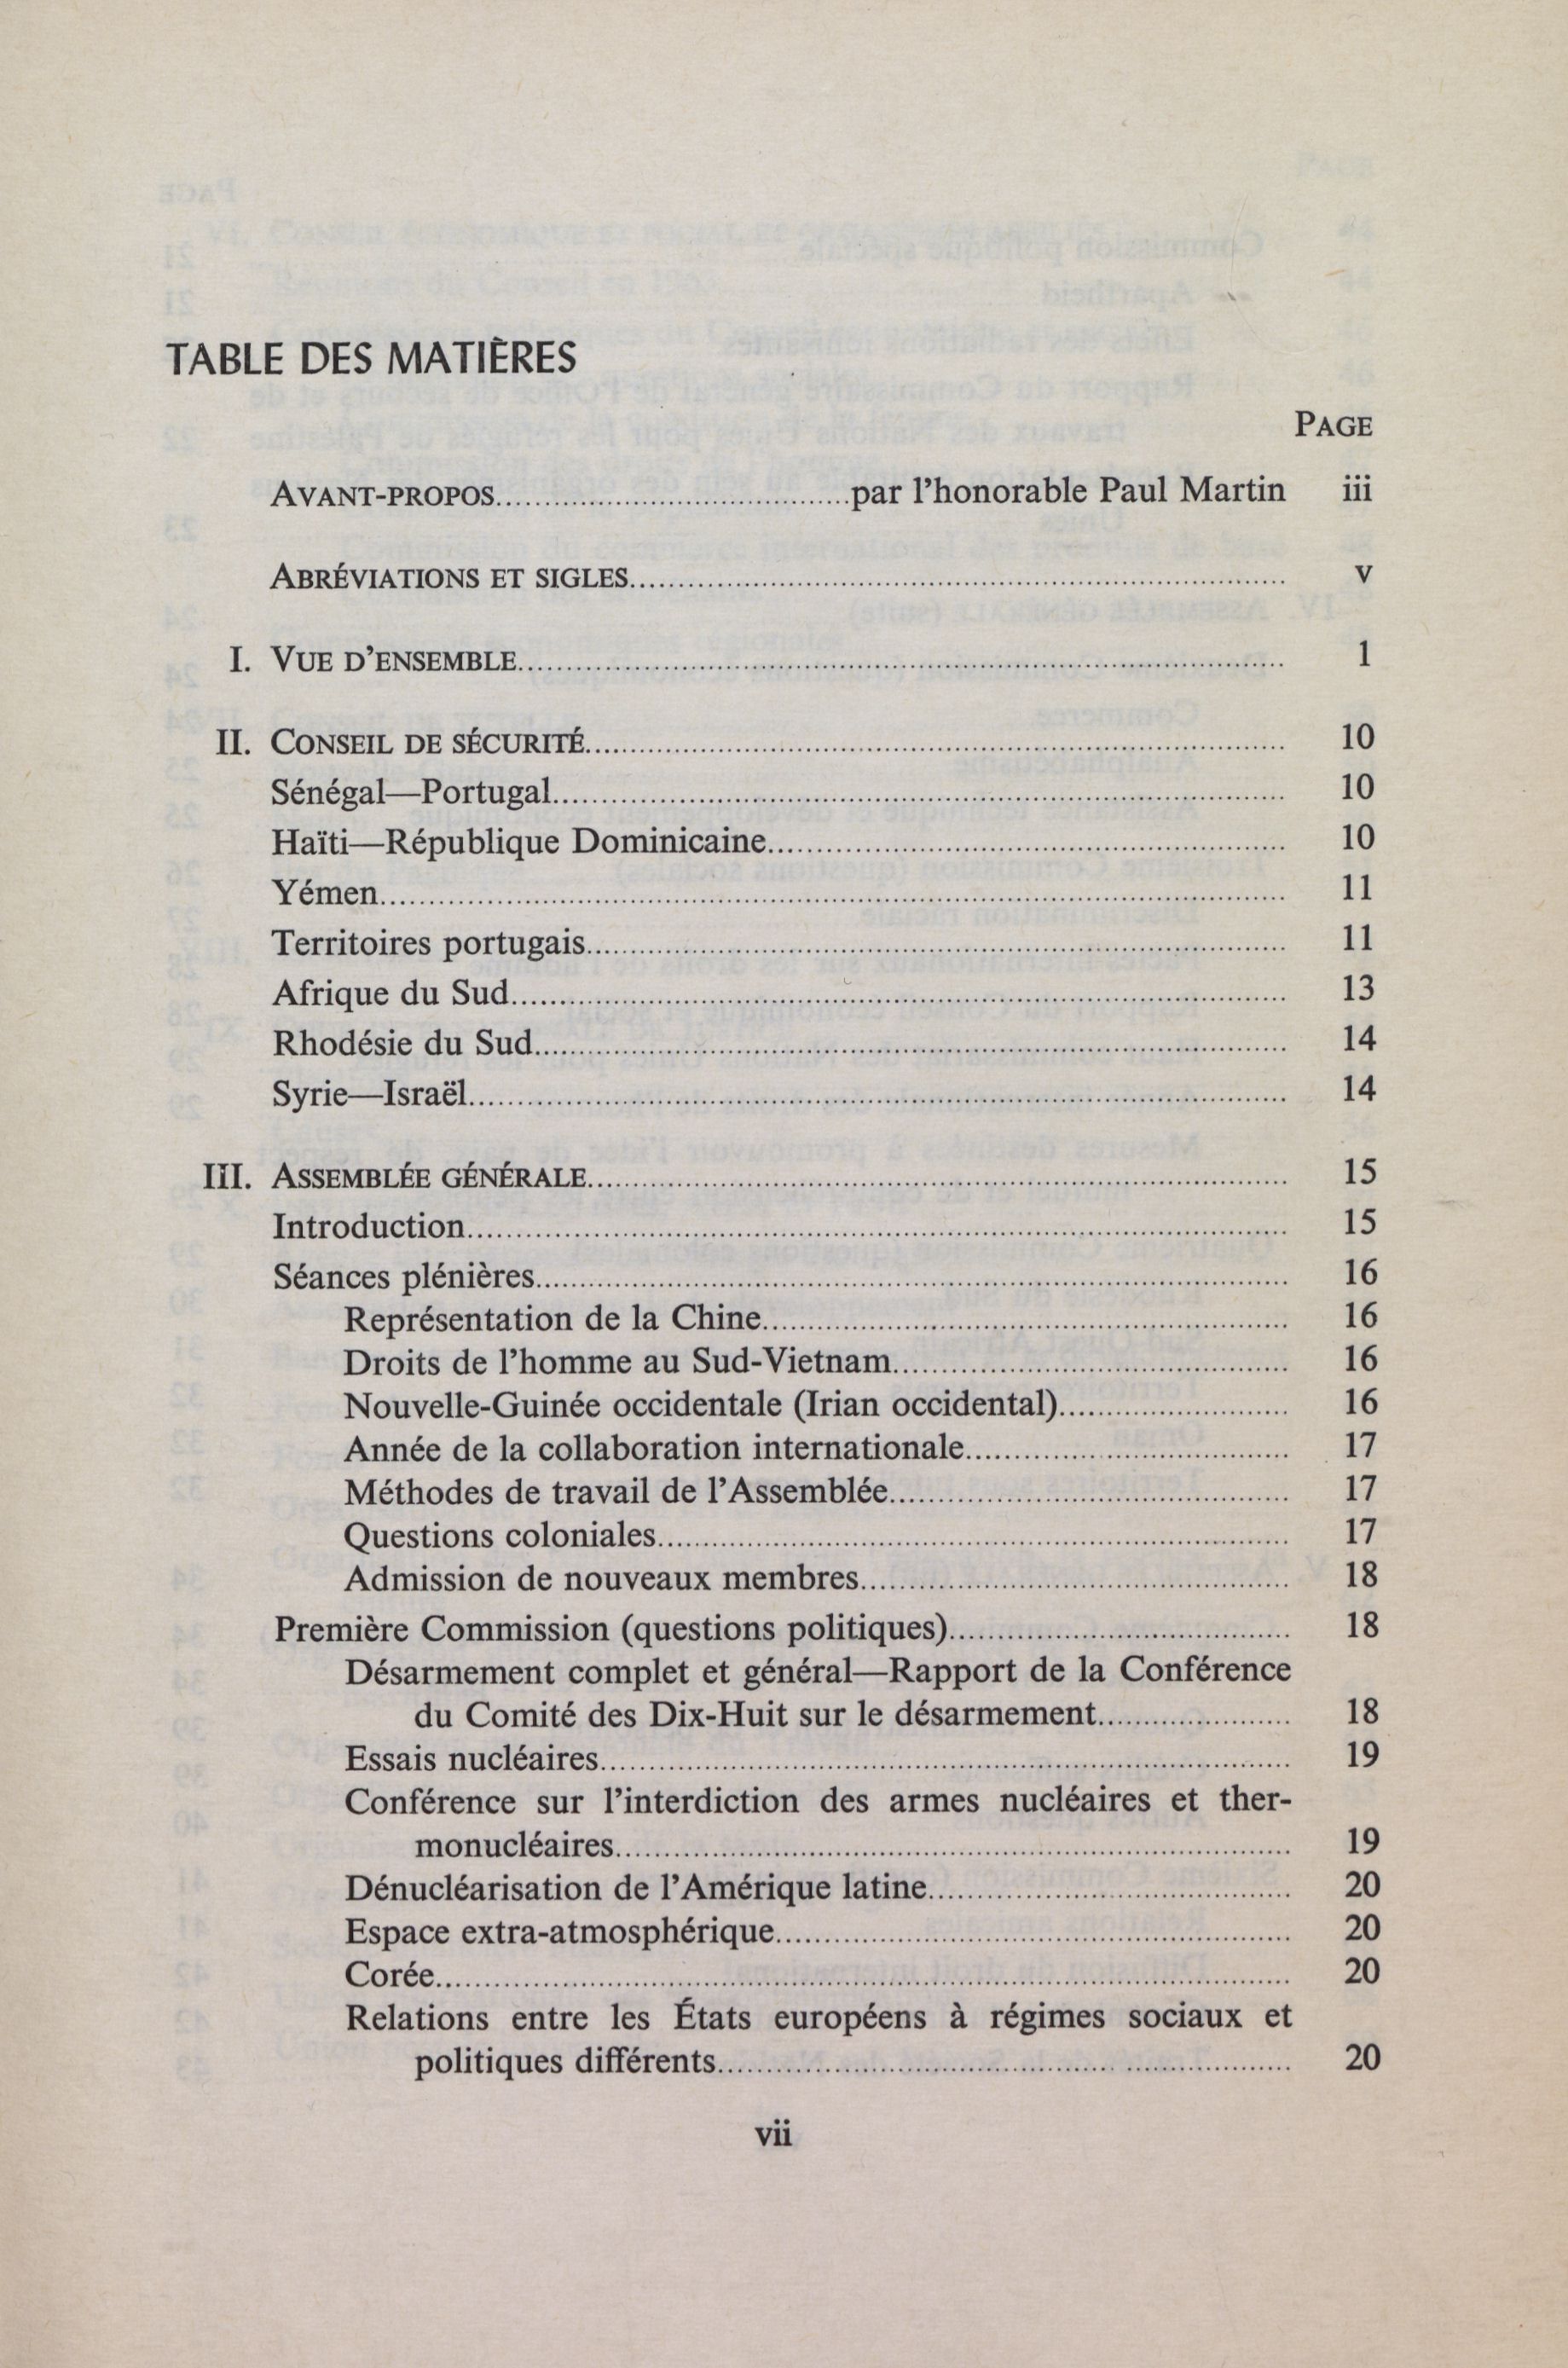 TABLE DES MATIÈRES
PAGE
AVANT-PROPOS........................................par l'honorable Paul Martin iii
ABRÉVIATIONS ET SIGLES........................................ v
I. VUE D'ENSEMBLE........................................ 1
II. CONSEIL DE SÉCURITÉ........................................ 10
Sénégal—Portugal........................................ 10
Haïti—République Dominicaine........................................ 10
Yémen........................................ 11
Territoires portugais........................................ 11
Afrique du Sud........................................ 13
Rhodésie du Sud........................................ 14
Syrie—Israël........................................ 14
III. ASSEMBLÉE GÉNÉRALE........................................ 15
Introduction........................................ 15
Séances plénières........................................ 16
Représentation de la Chine........................................ 16
Droits de l'homme au Sud-Vietnam........................................ 16
Nouvelle-Guinée occidentale (Irian occidental)........................ 16
Année de la collaboration internationale........................................ 17
Méthodes de travail de l'Assemblée........................................ 17
Questions coloniales........................................ 17
Admission de nouveaux membres........................................ 18
Première Commission (questions politiques)........................................ 18
Désarmement complet et général—Rapport de la Conférence
du Comité des Dix-Huit sur le désarmement...................... 18
Essais nucléaires........................................ 19
Conférence sur l'interdiction des armes nucléaires et ther-
monucléaires........................................ 19
Dénucléarisation de l'Amérique latine........................................ 20
Espace extra-atmosphérique........................................ 20
Corée........................................ 20
Relations entre les États européens à régimes sociaux et
politiques différents........................................ 20
vii